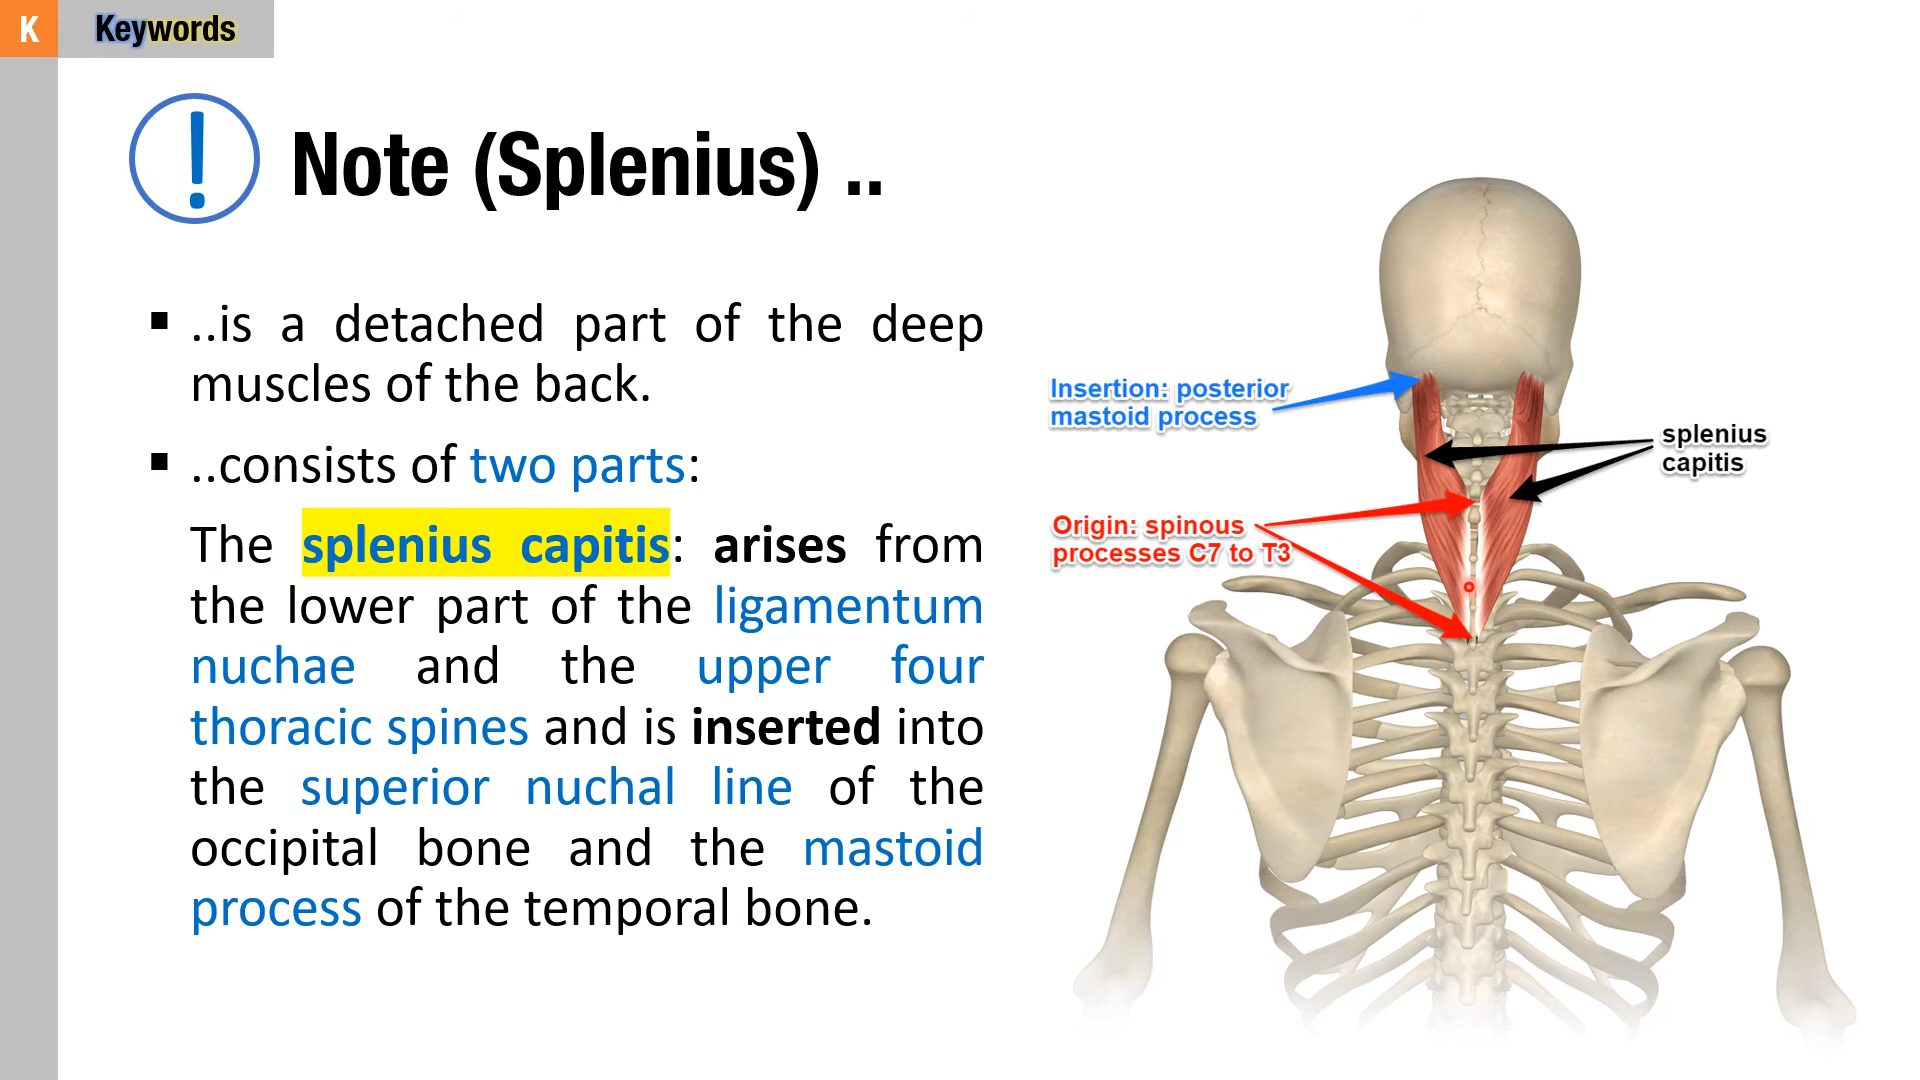 K Keywords
! Note (Splenius) ..
▪ ..is a detached part of the deep
muscles of the back.
▪ ..consists of two parts:
The splenius capitis: arises from
the lower part of the ligamentum
nuchae and the upper four
thoracic spines and is inserted into
the superior nuchal line of the
occipital bone and the mastoid
process of the temporal bone.
Insertion: posterior
mastoid process
splenius
capitis
Origin: spinous
processes C7 to T3